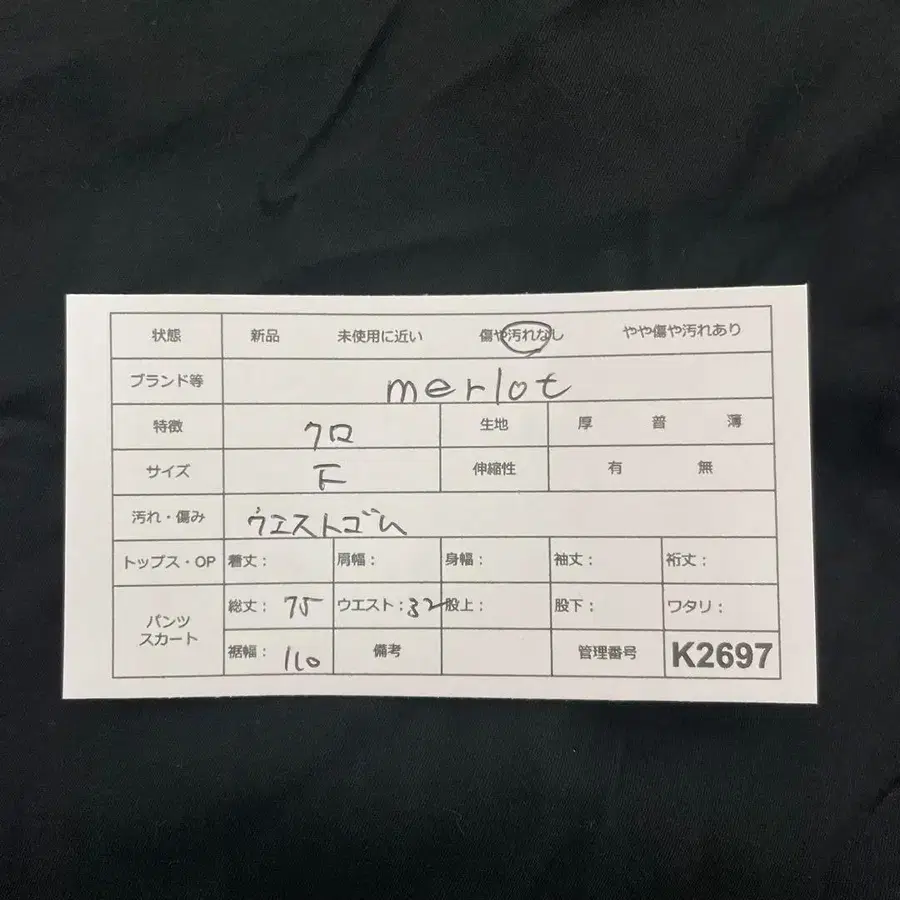 状態 新品 未使用に近い 傷や汚れなし やや傷や汚れあり
ブランド等 merlot
特徴 クロ 生地 厚 普 薄
サイズ F 伸縮性 有 無
汚れ・傷み ウエストゴム
トップス・OP 着丈: 肩幅: 身幅: 袖丈: 裄丈:
パンツ スカート 総丈: 75 ウエスト: 32 股上: 股下: ワタリ:
裾幅: 110 備考 管理番号 K2697